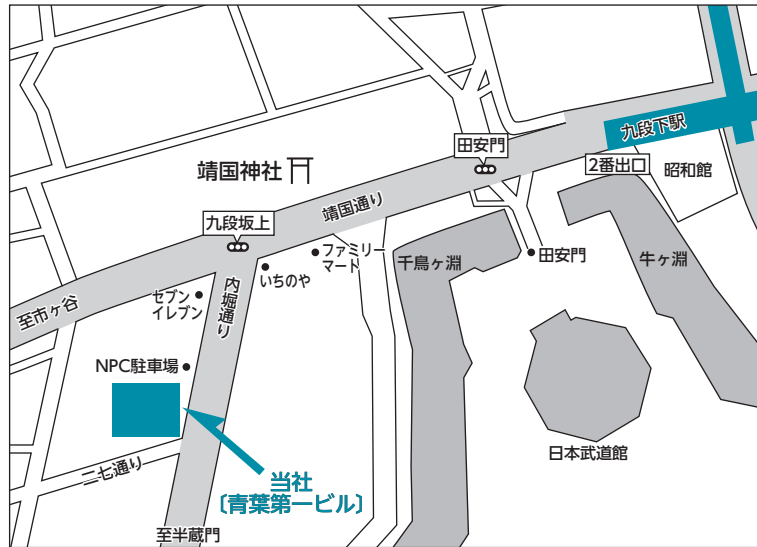 九段下駅
田安門
2番出口
昭和館
靖国神社
靖国通り
九段坂上
ファミリー
マート
田安門
千鳥ヶ淵
牛ヶ淵
いちのや
内堀通り
セブン
イレブン
至市ヶ谷
NPC駐車場
日本武道館
二七通り
当社
〔青葉第一ビル〕
至半蔵門